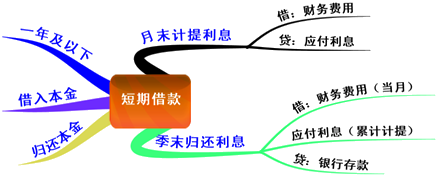 一年及以下
借入本金
归还本金
短期借款
月末计提利息
借：财务费用
贷：应付利息
季末归还利息
借：财务费用（当月）
应付利息（累计计提）
贷：银行存款